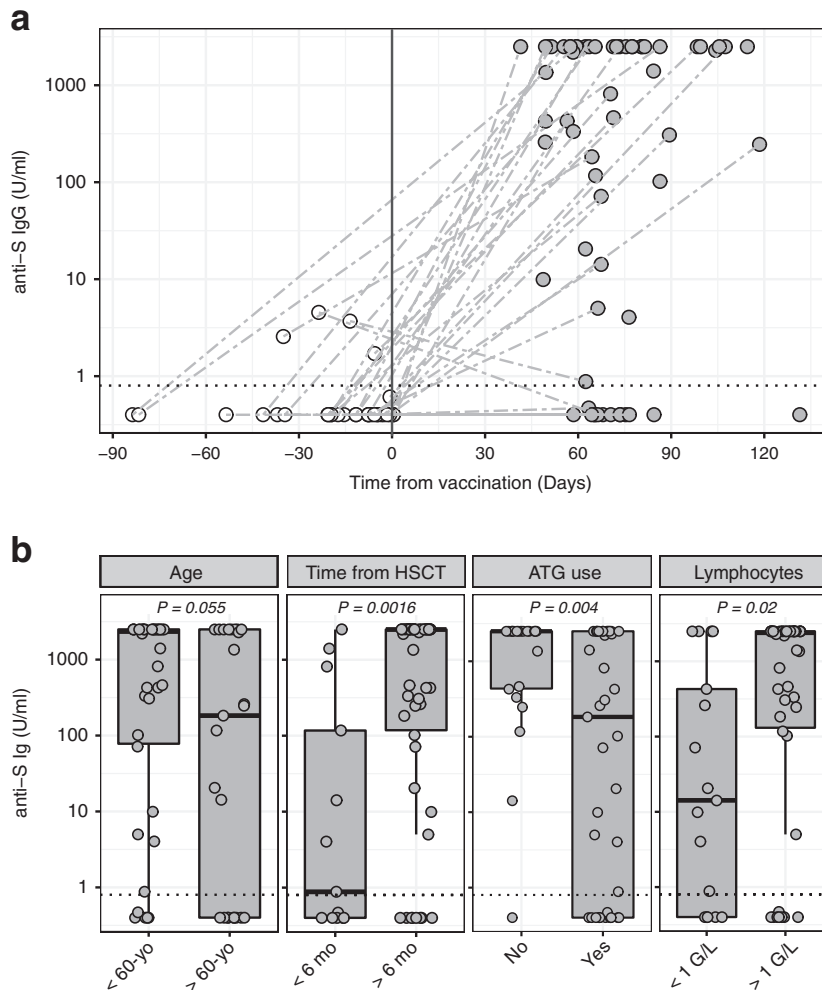 a
anti−S IgG (U/ml)
1000
100
10
1
−90 −60 −30 0 30 60 90 120
Time from vaccination (Days)
b
Age Time from HSCT ATG use Lymphocytes
P = 0.055 P = 0.0016 P = 0.004 P = 0.02
anti−S Ig (U/ml)
1000
100
10
1
< 60-yo > 60-yo < 6 mo > 6 mo No Yes < 1 G/L > 1 G/L